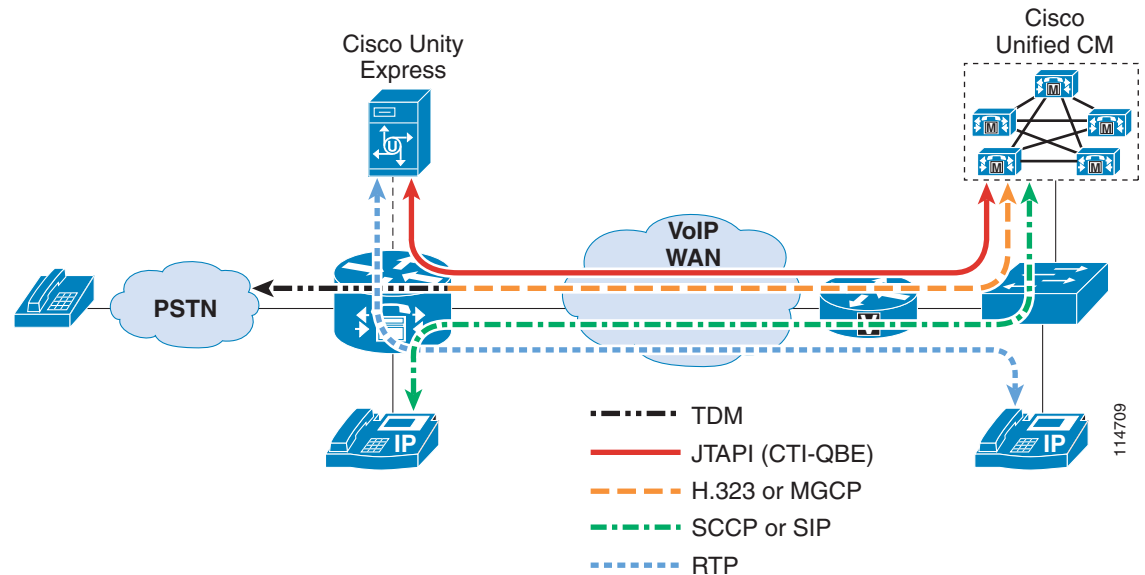 Cisco Unity
Express
Cisco
Unified CM
M
M
M
M
M
U
VoIP
WAN
PSTN
V
IP
IP
TDM
JTAPI (CTI-QBE)
H.323 or MGCP
SCCP or SIP
RTP
114709